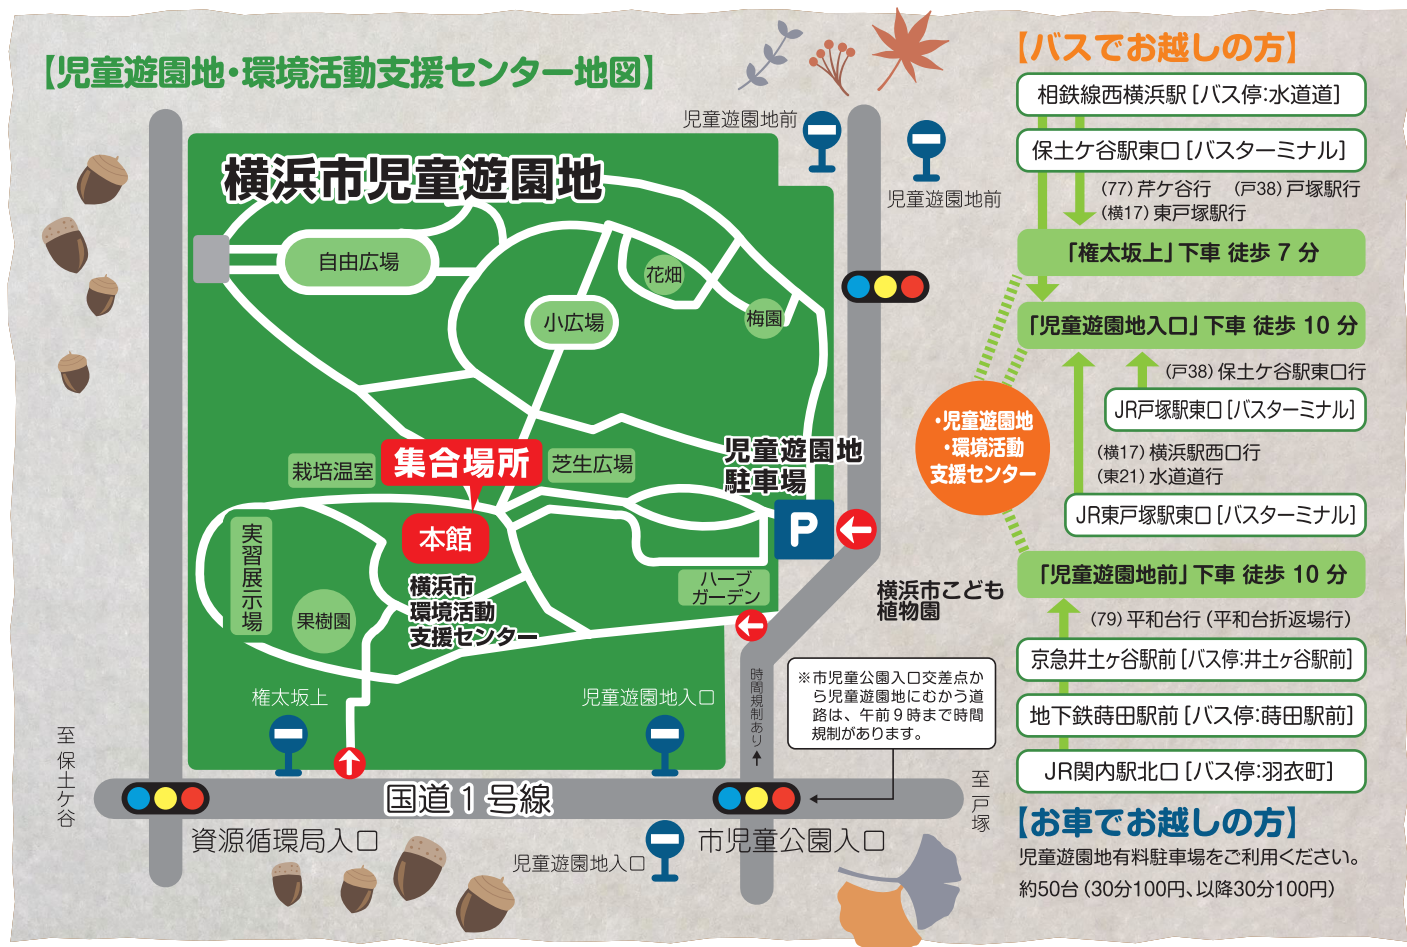 【児童遊園地・環境活動支援センター地図】
横浜市児童遊園地
児童遊園地前
児童遊園地前
自由広場
花畑
小広場
梅園
栽培温室
集合場所
芝生広場
児童遊園地
駐車場
P
本館
実習展示場
果樹園
横浜市
環境活動
支援センター
ハーブ
ガーデン
横浜市こども
植物園
権太坂上
児童遊園地入口
時間規制あり
※市児童公園入口交差点か
ら児童遊園地にむかう道
路は、午前9時まで時間
規制があります。
至 保土ケ谷
国道1号線
至 戸塚
資源循環局入口
児童遊園地入口
市児童公園入口
【バスでお越しの方】
相鉄線西横浜駅[バス停:水道道]
保土ケ谷駅東口[バスターミナル]
(77)芹ケ谷行 (戸38)戸塚駅行
(横17)東戸塚駅行
「権太坂上」下車 徒歩 7 分
「児童遊園地入口」下車 徒歩 10 分
(戸38)保土ケ谷駅東口行
JR戸塚駅東口[バスターミナル]
・児童遊園地
・環境活動
支援センター
(横17)横浜駅西口行
(東21)水道道行
JR東戸塚駅東口[バスターミナル]
「児童遊園地前」下車 徒歩 10 分
(79)平和台行(平和台折返場行)
京急井土ヶ谷駅前[バス停:井土ヶ谷駅前]
地下鉄蒔田駅前[バス停:蒔田駅前]
JR関内駅北口[バス停:羽衣町]
【お車でお越しの方】
児童遊園地有料駐車場をご利用ください。
約50台(30分100円、以降30分100円)